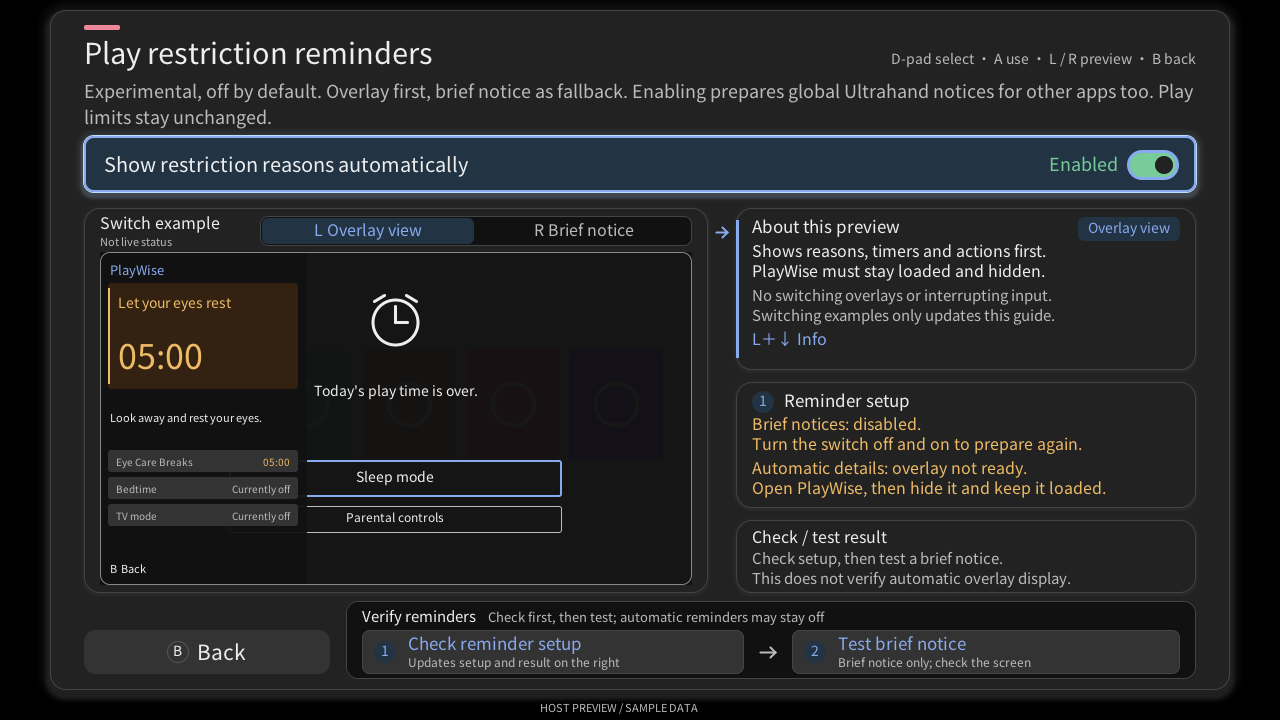 Play restriction reminders
D-pad select • A use • L / R preview • B back
Experimental, off by default. Overlay first, brief notice as fallback. Enabling prepares global Ultrahand notices for other apps too. Play
limits stay unchanged.
Show restriction reasons automatically
Enabled
Switch example
Not live status
L Overlay view
R Brief notice
PlayWise
Let your eyes rest
05:00
Look away and rest your eyes.
Eye Care Breaks 05:00
Bedtime Currently off
TV mode Currently off
B Back
Today's play time is over.
Sleep mode
Parental controls
→
About this preview
Overlay view
Shows reasons, timers and actions first.
PlayWise must stay loaded and hidden.
No switching overlays or interrupting input.
Switching examples only updates this guide.
L+↓ Info
1 Reminder setup
Brief notices: disabled.
Turn the switch off and on to prepare again.
Automatic details: overlay not ready.
Open PlayWise, then hide it and keep it loaded.
Check / test result
Check setup, then test a brief notice.
This does not verify automatic overlay display.
B Back
Verify reminders Check first, then test; automatic reminders may stay off
1 Check reminder setup
Updates setup and result on the right
→
2 Test brief notice
Brief notice only; check the screen
HOST PREVIEW / SAMPLE DATA